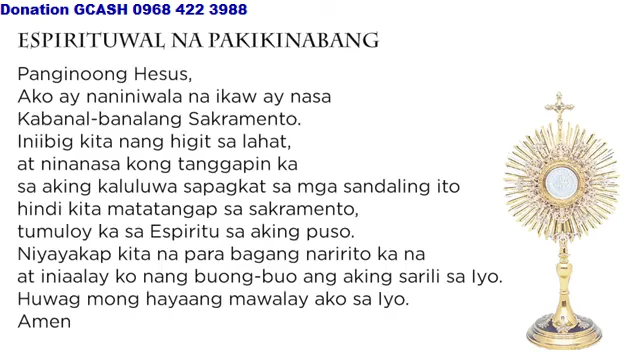 Donation GCASH 0968 422 3988
ESPIRITUWAL NA PAKIKINABANG
Panginoong Hesus,
Ako ay naniniwala na ikaw ay nasa
Kabanal-banalang Sakramento.
Iniibig kita nang higit sa lahat,
at ninanasa kong tanggapin ka
sa aking kaluluwa sapagkat sa mga sandaling ito
hindi kita matatangap sa sakramento,
tumuloy ka sa Espiritu sa aking puso.
Niyayakap kita na para bagang naririto ka na
at iniaalay ko nang buong-buo ang aking sarili sa Iyo.
Huwag mong hayaang mawalay ako sa Iyo.
Amen